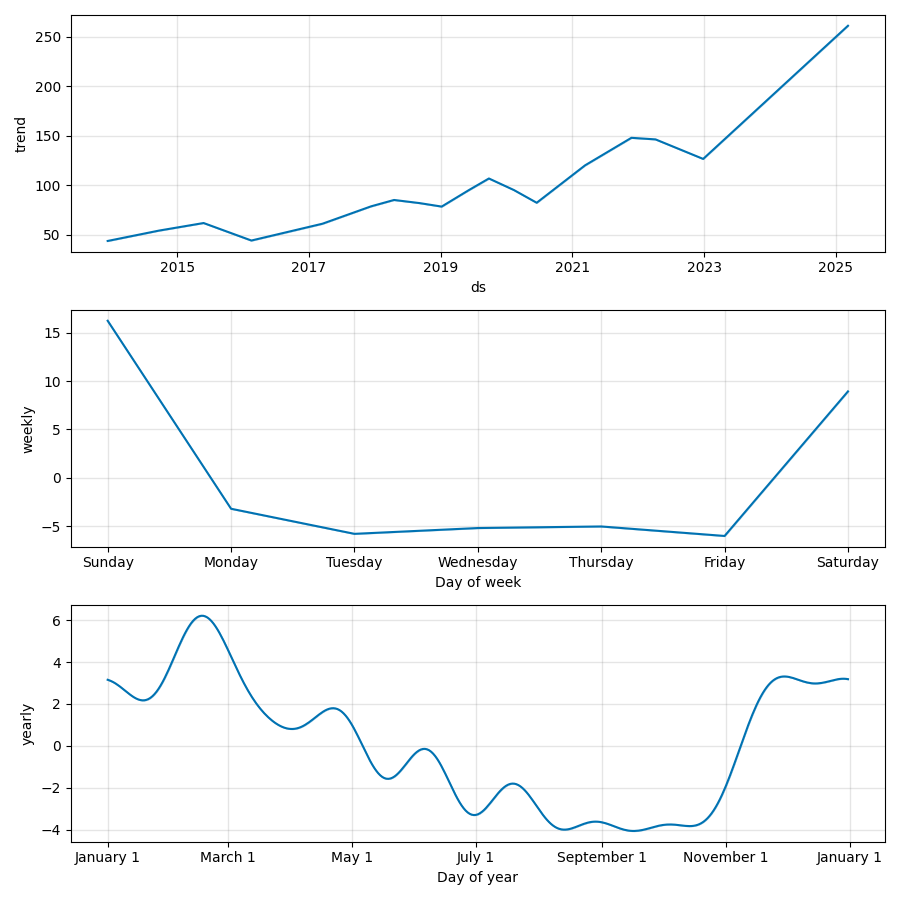 250
200
150
100
50
trend
2015 2017 2019 2021 2023 2025
ds
15
10
5
0
−5
weekly
Sunday Monday Tuesday Wednesday Thursday Friday Saturday
Day of week
6
4
2
0
−2
−4
yearly
January 1 March 1 May 1 July 1 September 1 November 1 January 1
Day of year